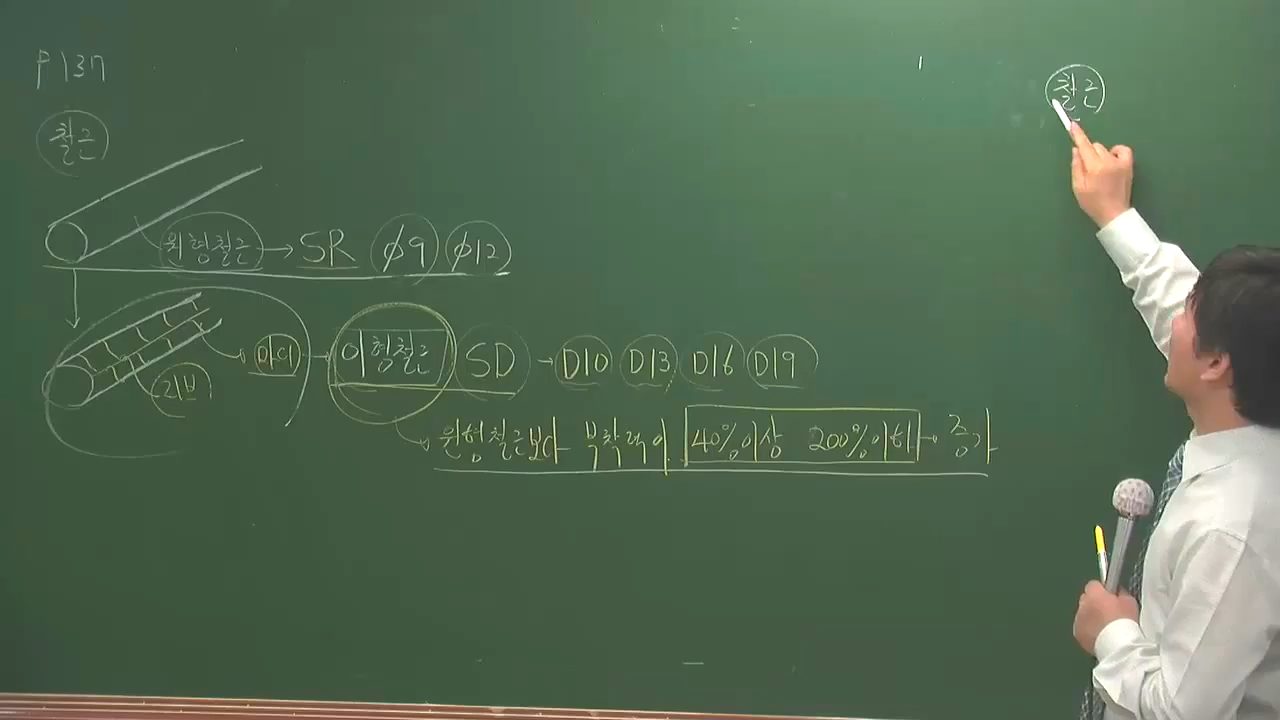 P137
철근
철근
원형철근 → SR ϕ9 ϕ12
마디 → 이형철근 SD → D10 D13 D16 D19
리브
원형철근보다 부착력이 40%이상 200%이하 → 증가